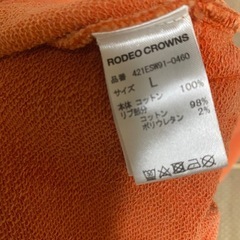 RODEO CROWNS
品番 421ESW91-0460
サイズ L
本体 コットン 100%
リブ部分
コットン 98%
ポリウレタン 2%